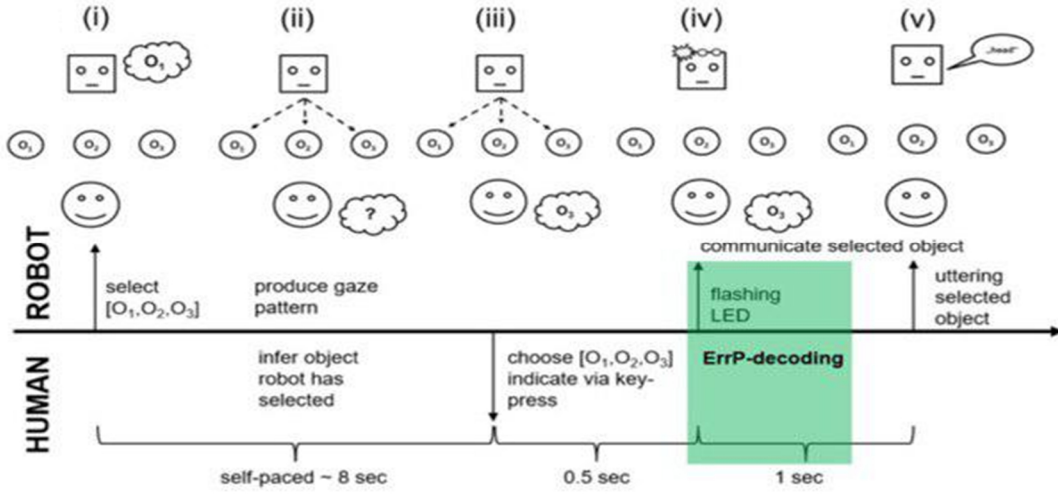 (i) (ii) (iii) (iv) (v)
O₁
„head"
O₁ O₂ O₃ O₁ O₂ O₃ O₁ O₂ O₃ O₁ O₂ O₃ O₁ O₂ O₃
? O₃ O₃
ROBOT
communicate selected object
select
[O₁,O₂,O₃]
produce gaze
pattern
flashing
LED
uttering
selected
object
HUMAN
infer object
robot has
selected
choose [O₁,O₂,O₃]
indicate via key-
press
ErrP-decoding
self-paced ~ 8 sec
0.5 sec
1 sec